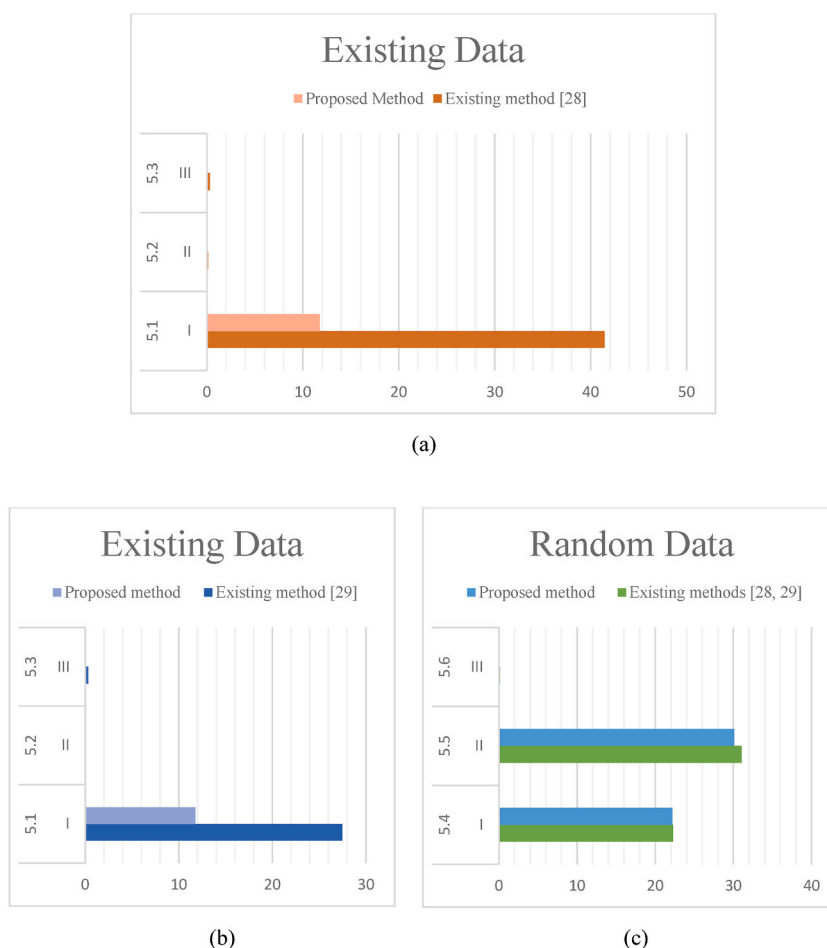 Existing Data
Proposed Method Existing method [28]
5.3 III
5.2 II
5.1 I
0 10 20 30 40 50
(a)
Existing Data
Proposed method Existing method [29]
5.3 III
5.2 II
5.1 I
0 10 20 30
(b)
Random Data
Proposed method Existing methods [28, 29]
5.6 III
5.5 II
5.4 I
0 10 20 30 40
(c)